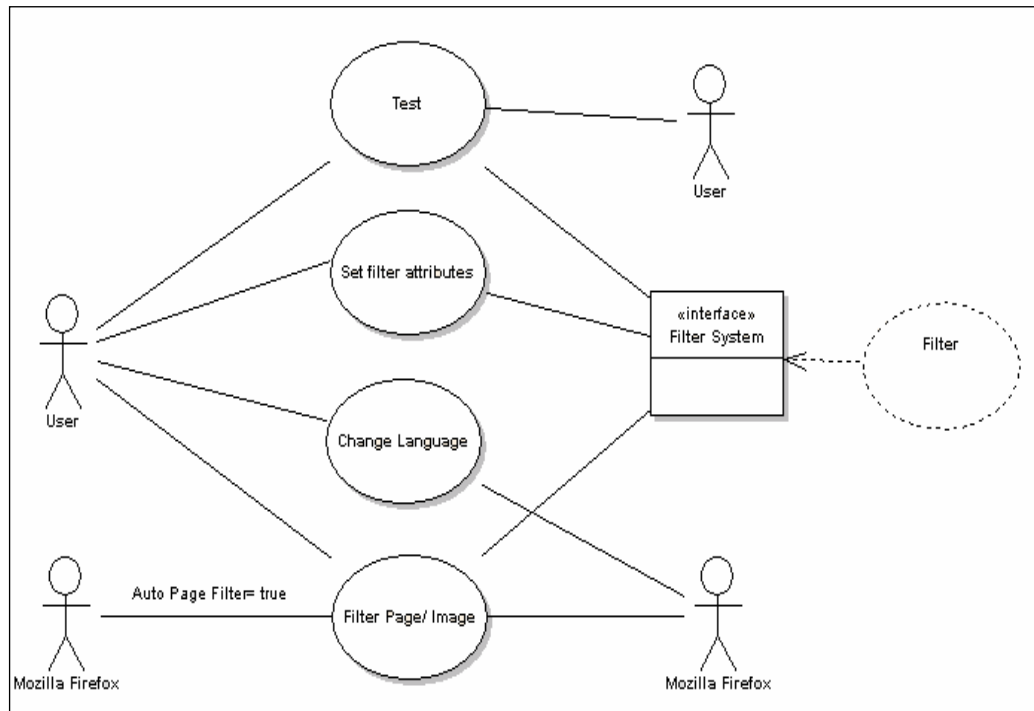 Test
User
Set filter attributes
«interface»
Filter System
Filter
User
Change Language
Auto Page Filter= true
Filter Page/ Image
Mozilla Firefox
Mozilla Firefox